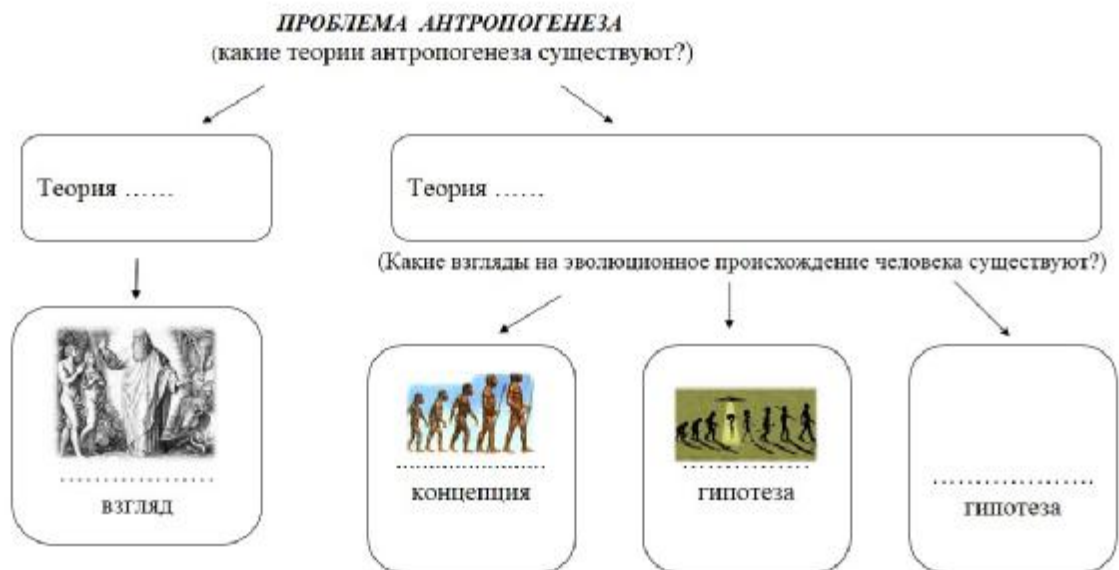 ПРОБЛЕМА АНТРОПОГЕНЕЗА
(какие теории антропогенеза существуют?)
Теория ......
Теория ......
(Какие взгляды на эволюционное происхождение человека существуют?)
....................
взгляд
....................
концепция
....................
гипотеза
....................
гипотеза